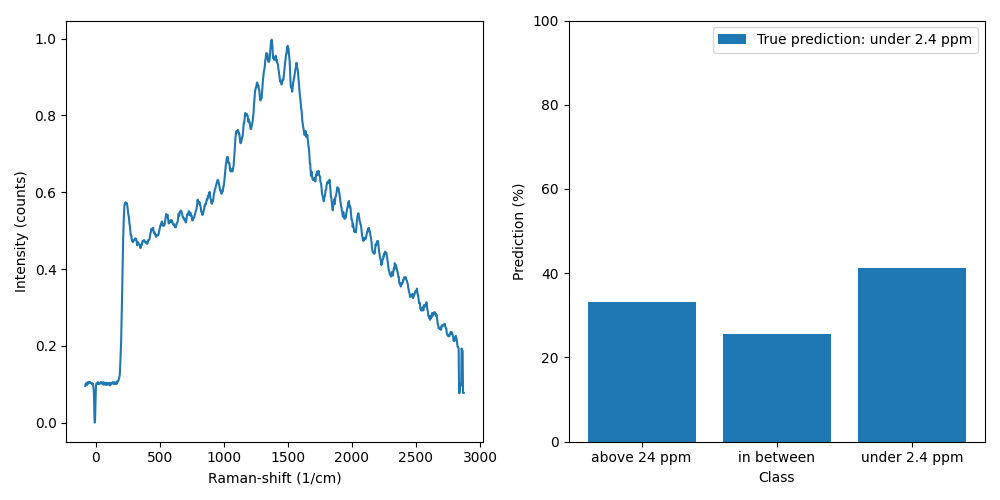 1.0
0.8
0.6
0.4
0.2
0.0
Intensity (counts)
0
500
1000
1500
2000
2500
3000
Raman-shift (1/cm)
100
80
60
40
20
0
Prediction (%)
True prediction: under 2.4 ppm
above 24 ppm
in between
under 2.4 ppm
Class